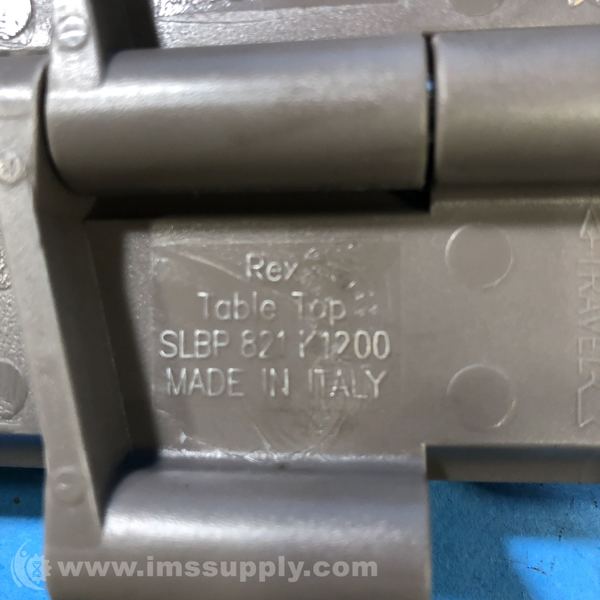 Rex
Table Top
SLBP 821 K1200
MADE IN ITALY
TRAVEL
www.imssupply.com